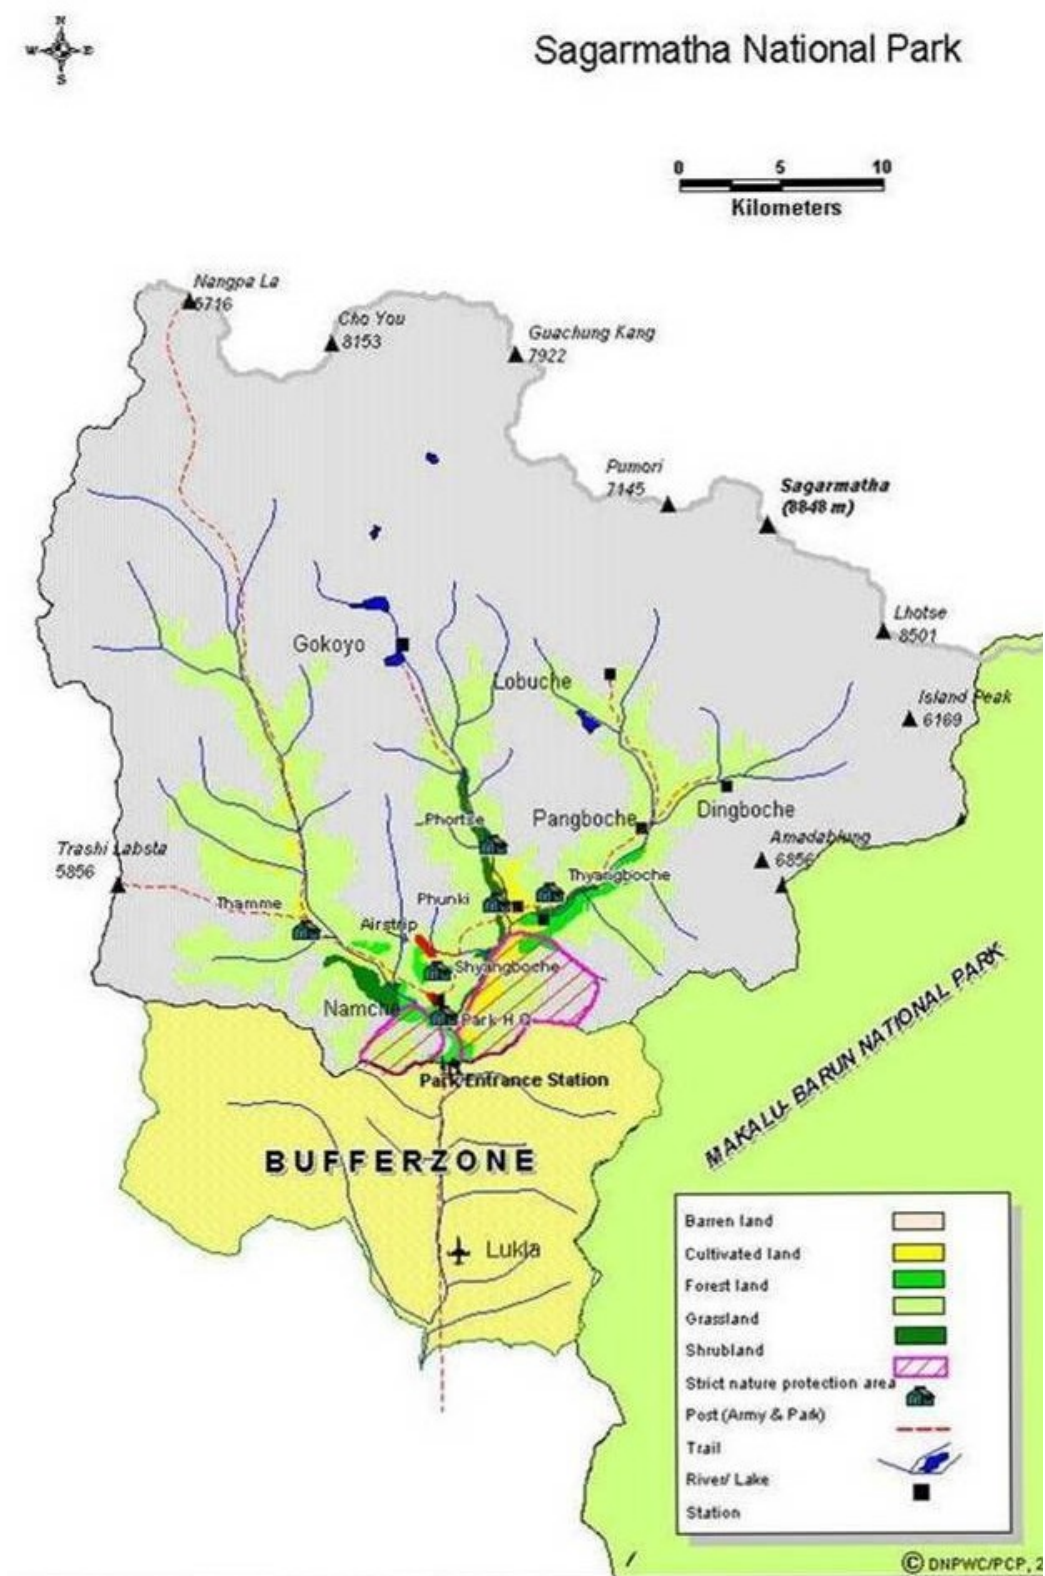 N
W E
S
Sagarmatha National Park
0 5 10
Kilometers
Nangpa La
5716
Cho You
8153
Guachung Kang
7922
Pumori
7145
Sagarmatha
(8848 m)
Lhotse
8501
Gokoyo
Lobuche
Island Peak
6169
Phortse
Pangboche
Dingboche
Amadablung
6856
Trashi Labsta
5856
Thyangboche
Thamme
Phunki
Airstrip
Shyangboche
Namche
Park H Q
Park Entrance Station
MAKALU- BARUN NATIONAL PARK
BUFFERZONE
Lukla
Barren land
Cultivated land
Forest land
Grassland
Shrubland
Strict nature protection area
Post (Army & Park)
Trail
River/ Lake
Station
© DNPWC/PCP, 2